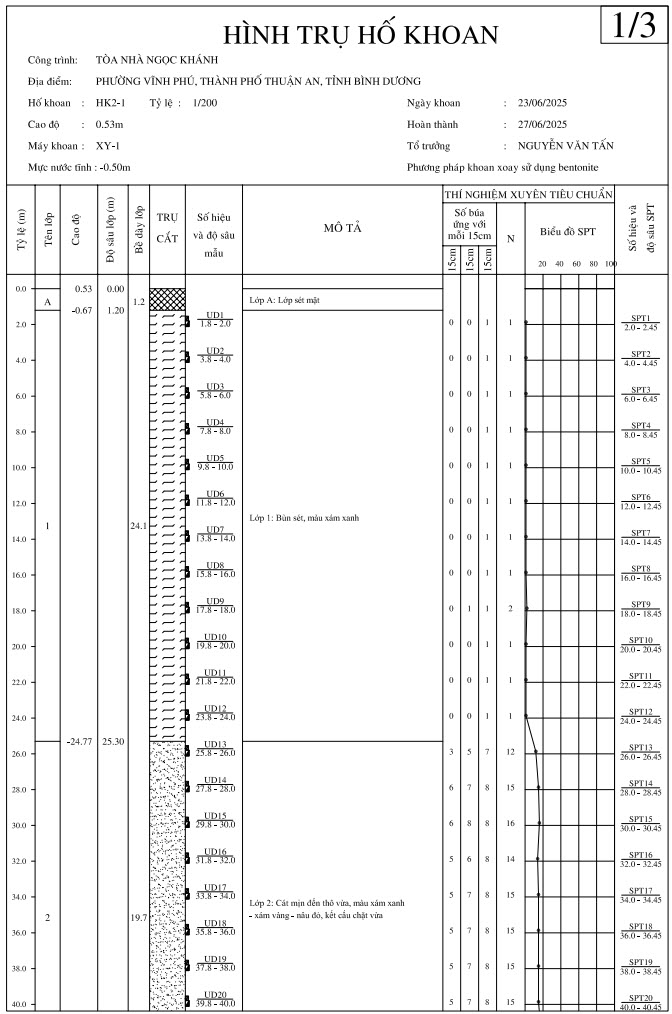 HÌNH TRỤ HỐ KHOAN
1/3
Công trình: TÒA NHÀ NGỌC KHÁNH
Địa điểm: PHƯỜNG VĨNH PHÚ, THÀNH PHỐ THUẬN AN, TỈNH BÌNH DƯƠNG
Hố khoan : HK2-1 Tỷ lệ : 1/200 Ngày khoan : 23/06/2025
Cao độ : 0.53m Hoàn thành : 27/06/2025
Máy khoan : XY-1 Tổ trưởng : NGUYỄN VĂN TẤN
Mực nước tĩnh : -0.50m Phương pháp khoan xoay sử dụng bentonite
Tỷ lệ (m)
Tên lớp
Cao độ
Độ sâu lớp (m)
Bề dày lớp
TRỤ
CẮT
Số hiệu
và độ sâu
mẫu
MÔ TẢ
THÍ NGHIỆM XUYÊN TIÊU CHUẨN
Số búa
ứng với
mỗi 15cm
15cm 15cm 15cm
N
Biểu đồ SPT
20 40 60 80 100
Số hiệu và
độ sâu SPT
0.0 0.53 0.00
A 1.2 Lớp A: Lớp sét mặt
-0.67 1.20
UD1 SPT1
2.0 1.8 - 2.0 0 0 1 1 2.0 - 2.45
UD2 SPT2
4.0 3.8 - 4.0 0 0 1 1 4.0 - 4.45
UD3 SPT3
6.0 5.8 - 6.0 0 0 1 1 6.0 - 6.45
UD4 SPT4
8.0 7.8 - 8.0 0 0 1 1 8.0 - 8.45
UD5 SPT5
10.0 9.8 - 10.0 0 0 1 1 10.0 - 10.45
UD6 SPT6
12.0 11.8 - 12.0 0 0 1 1 12.0 - 12.45
1 24.1 Lớp 1: Bùn sét, màu xám xanh
UD7 SPT7
14.0 13.8 - 14.0 0 0 1 1 14.0 - 14.45
UD8 SPT8
16.0 15.8 - 16.0 0 0 1 1 16.0 - 16.45
UD9 SPT9
18.0 17.8 - 18.0 0 1 1 2 18.0 - 18.45
UD10 SPT10
20.0 19.8 - 20.0 0 0 1 1 20.0 - 20.45
UD11 SPT11
22.0 21.8 - 22.0 0 0 1 1 22.0 - 22.45
UD12 SPT12
24.0 23.8 - 24.0 0 0 1 1 24.0 - 24.45
-24.77 25.30
UD13 SPT13
26.0 25.8 - 26.0 3 5 7 12 26.0 - 26.45
UD14 SPT14
28.0 27.8 - 28.0 6 7 8 15 28.0 - 28.45
UD15 SPT15
30.0 29.8 - 30.0 6 8 8 16 30.0 - 30.45
UD16 SPT16
32.0 31.8 - 32.0 5 6 8 14 32.0 - 32.45
UD17 SPT17
34.0 33.8 - 34.0 5 7 8 15 34.0 - 34.45
Lớp 2: Cát mịn đến thô vừa, màu xám xanh
2 19.7 - xám vàng - nâu đỏ, kết cấu chặt vừa
UD18 SPT18
36.0 35.8 - 36.0 5 7 8 15 36.0 - 36.45
UD19 SPT19
38.0 37.8 - 38.0 5 7 8 15 38.0 - 38.45
UD20 SPT20
40.0 39.8 - 40.0 5 7 8 15 40.0 - 40.45